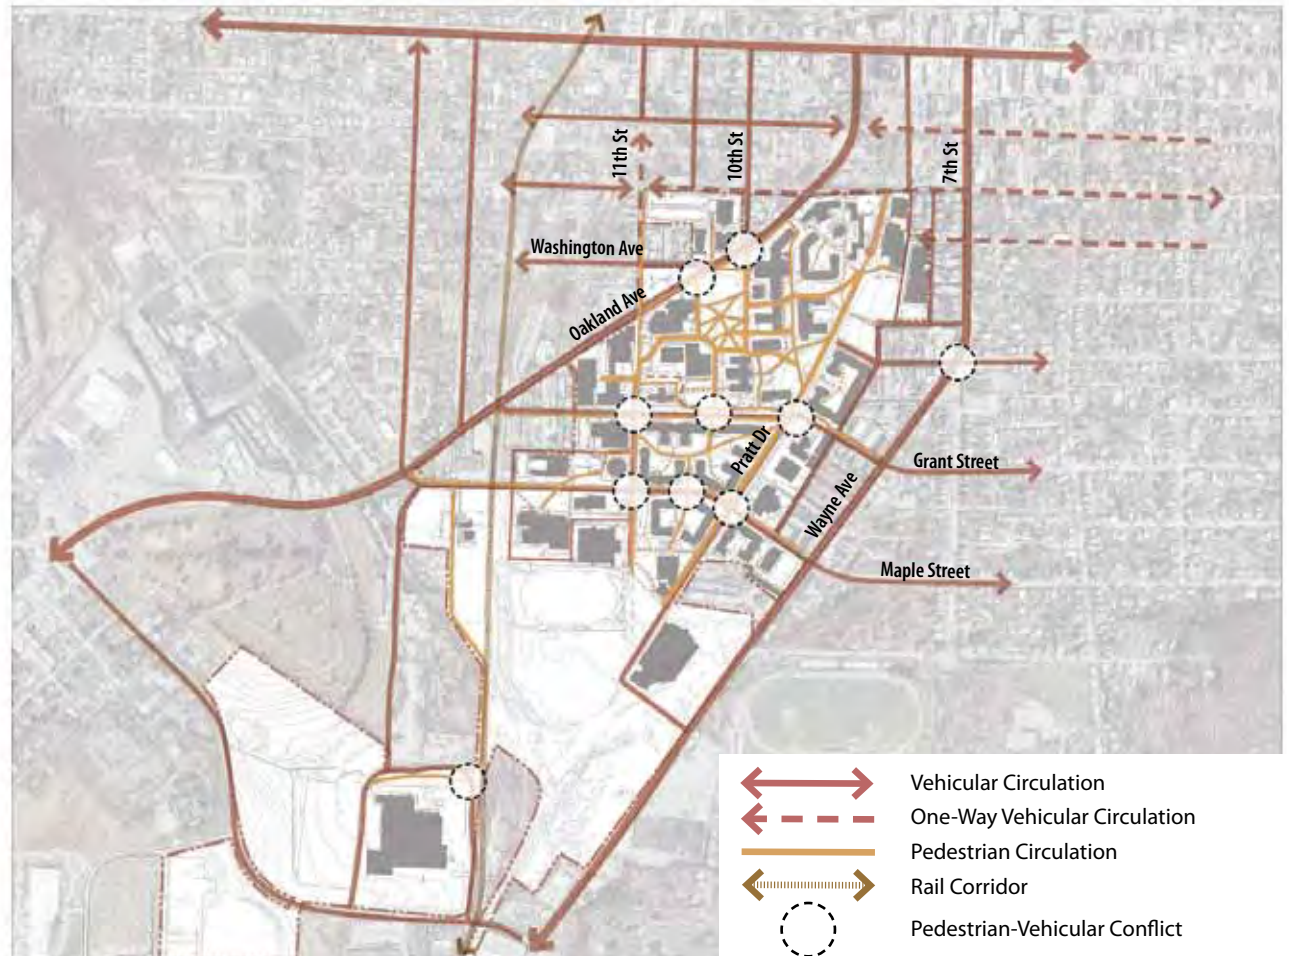 11th St
10th St
7th St
Washington Ave
Oakland Ave
Pratt Dr
Grant Street
Wayne Ave
Maple Street
Vehicular Circulation
One-Way Vehicular Circulation
Pedestrian Circulation
Rail Corridor
Pedestrian-Vehicular Conflict